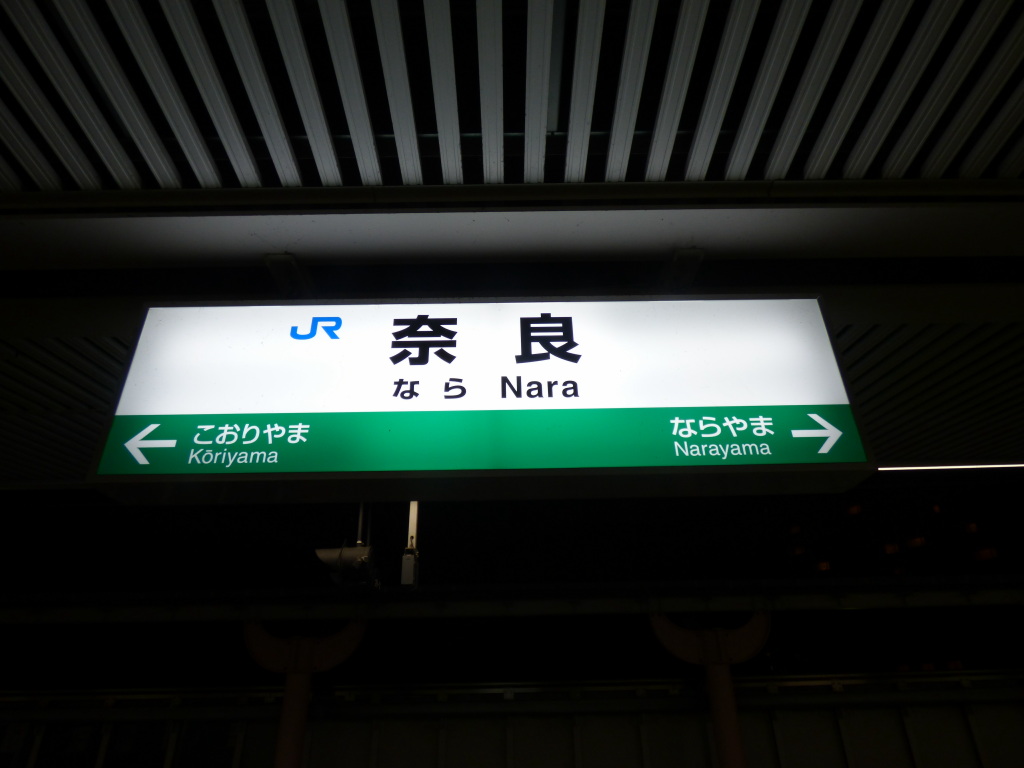 JR 奈良
なら Nara
← こおりやま
Kōriyama
ならやま →
Narayama